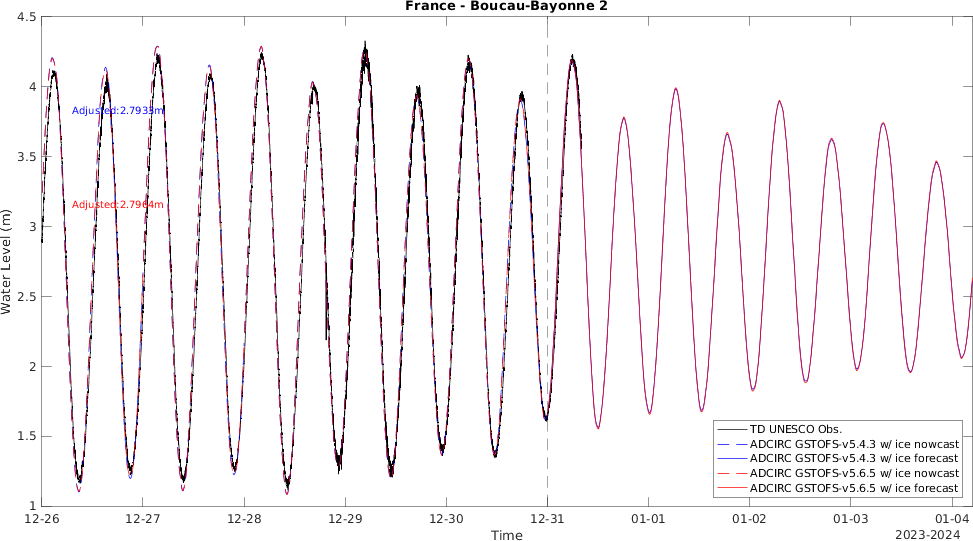 France - Boucau-Bayonne 2
4.5
4
3.5
3
2.5
2
1.5
1
Water Level (m)
Adjusted:2.7933m
Adjusted:2.7964m
TD UNESCO Obs.
ADCIRC GSTOFS-v5.4.3 w/ ice nowcast
ADCIRC GSTOFS-v5.4.3 w/ ice forecast
ADCIRC GSTOFS-v5.6.5 w/ ice nowcast
ADCIRC GSTOFS-v5.6.5 w/ ice forecast
12-26 12-27 12-28 12-29 12-30 12-31 01-01 01-02 01-03 01-04
Time
2023-2024